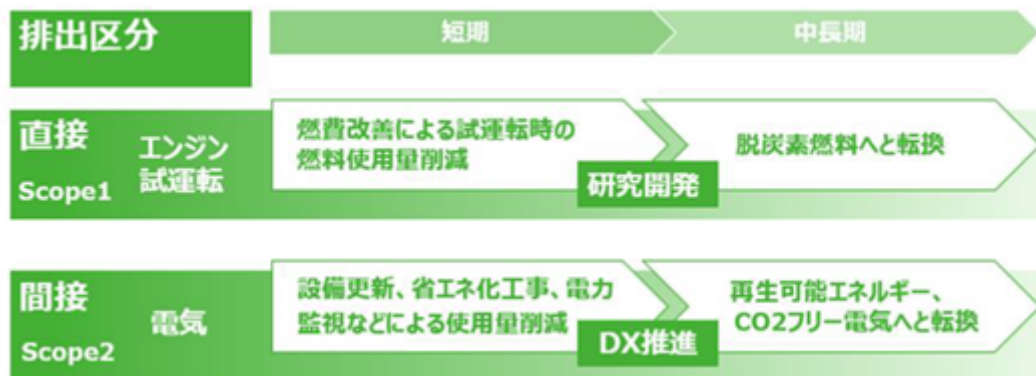 排出区分
短期
中長期
直接
Scope1
エンジン
試運転
燃費改善による試運転時の
燃料使用量削減
研究開発
脱炭素燃料へと転換
間接
Scope2
電気
設備更新、省エネ化工事、電力
監視などによる使用量削減
DX推進
再生可能エネルギー、
CO2フリー電気へと転換